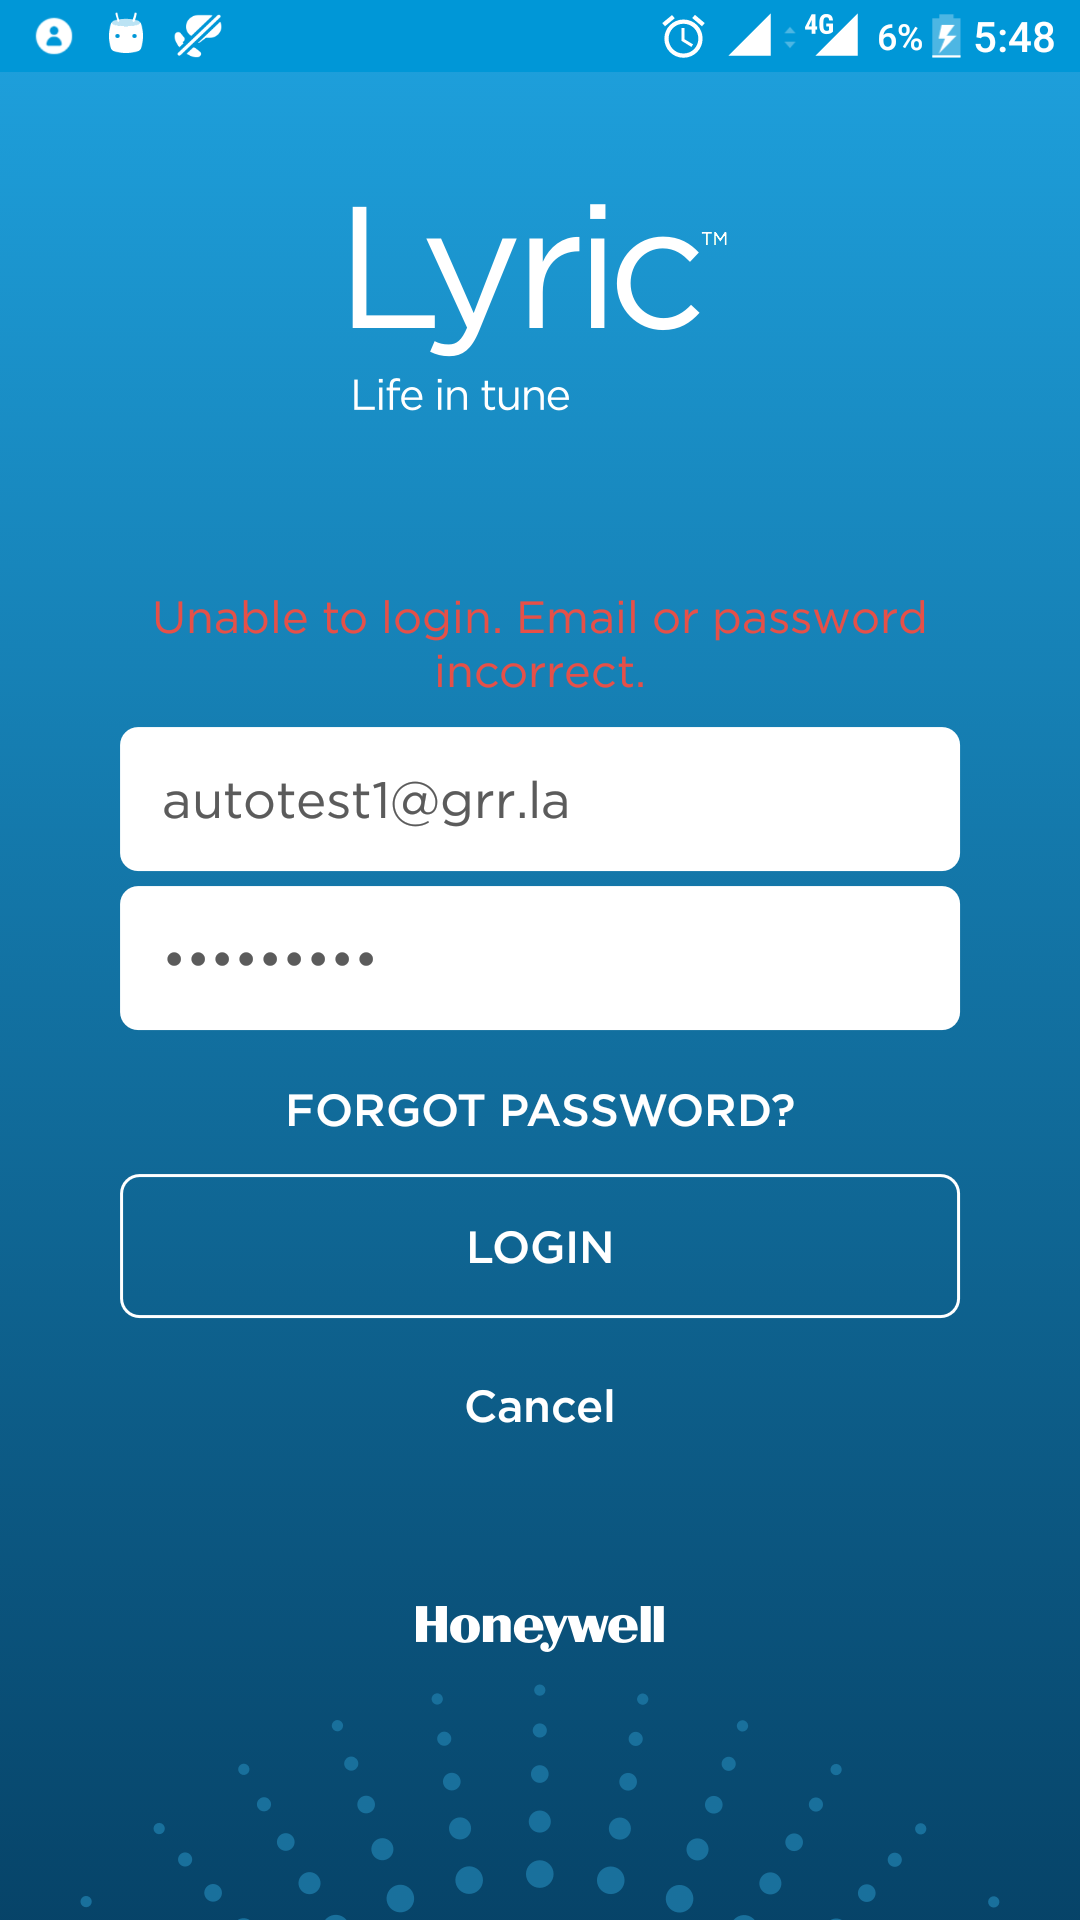 4G 6% 5:48
Lyric™
Life in tune
Unable to login. Email or password
incorrect.
autotest1@grr.la
•••••••••
FORGOT PASSWORD?
LOGIN
Cancel
Honeywell